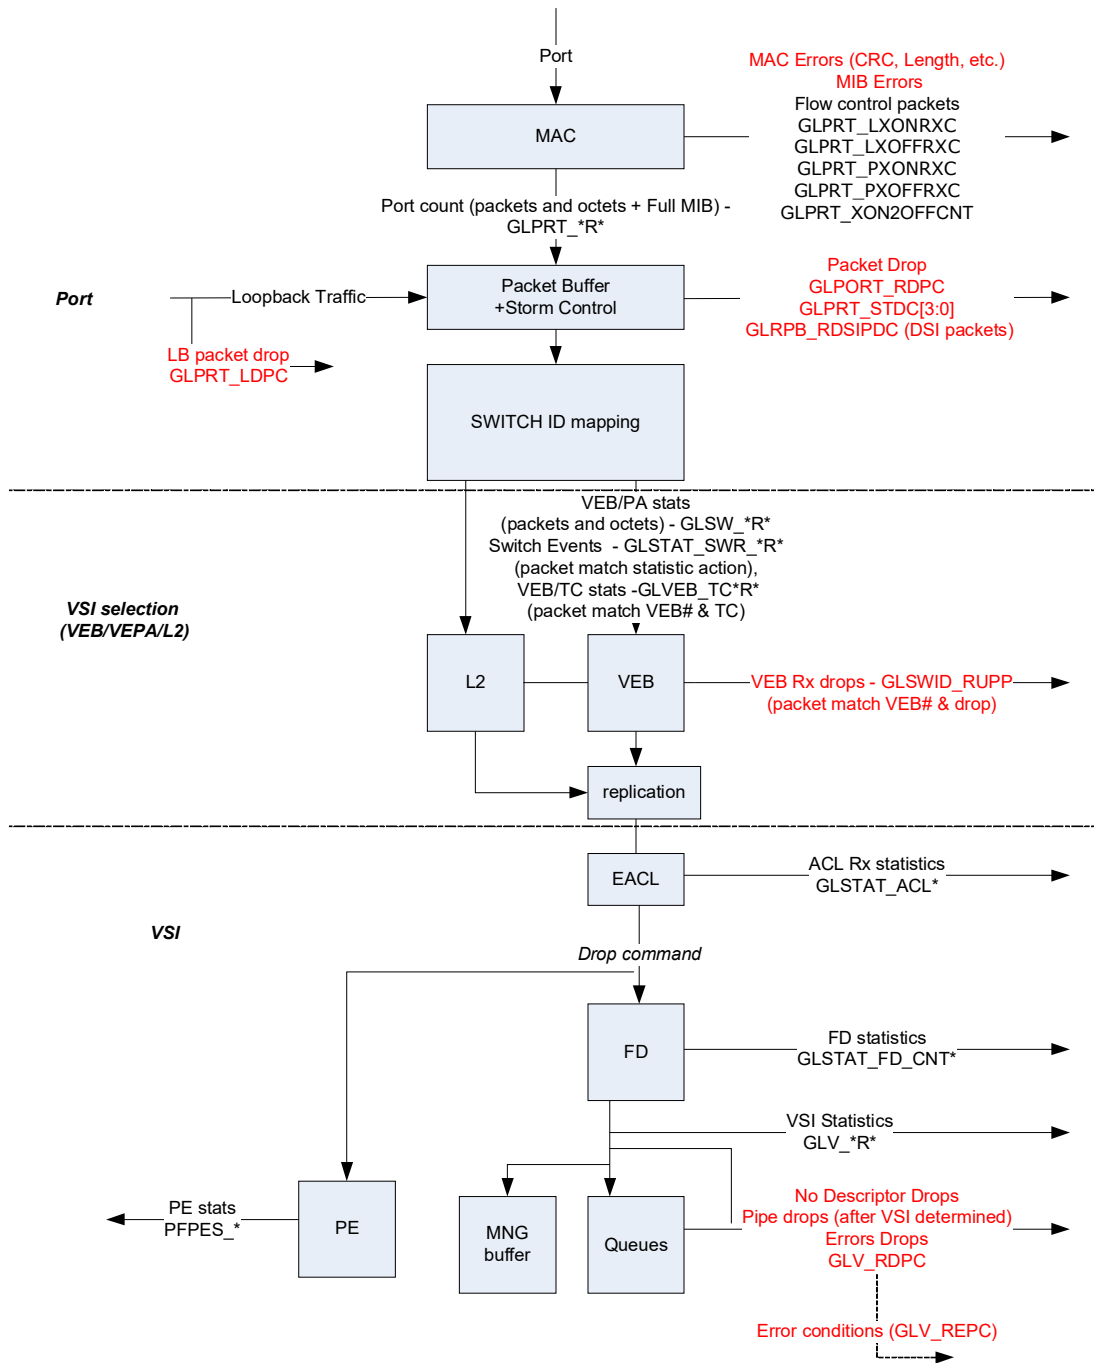 Port
MAC Errors (CRC, Length, etc.)
MIB Errors
Flow control packets
GLPRT_LXONRXC
GLPRT_LXOFFRXC
GLPRT_PXONRXC
GLPRT_PXOFFRXC
GLPRT_XON2OFFCNT
MAC
Port count (packets and octets + Full MIB) -
GLPRT_*R*
Port
Loopback Traffic
Packet Buffer
+Storm Control
Packet Drop
GLPORT_RDPC
GLPRT_STDC[3:0]
GLRPB_RDSIPDC (DSI packets)
LB packet drop
GLPRT_LDPC
SWITCH ID mapping
VEB/PA stats
(packets and octets) - GLSW_*R*
Switch Events  - GLSTAT_SWR_*R*
(packet match statistic action),
VEB/TC stats -GLVEB_TC*R*
(packet match VEB# & TC)
VSI selection
(VEB/VEPA/L2)
L2
VEB
VEB Rx drops - GLSWID_RUPP
(packet match VEB# & drop)
replication
EACL
ACL Rx statistics
GLSTAT_ACL*
VSI
Drop command
FD
FD statistics
GLSTAT_FD_CNT*
VSI Statistics
GLV_*R*
PE stats
PFPES_*
PE
MNG
buffer
Queues
No Descriptor Drops
Pipe drops (after VSI determined)
Errors Drops
GLV_RDPC
Error conditions (GLV_REPC)